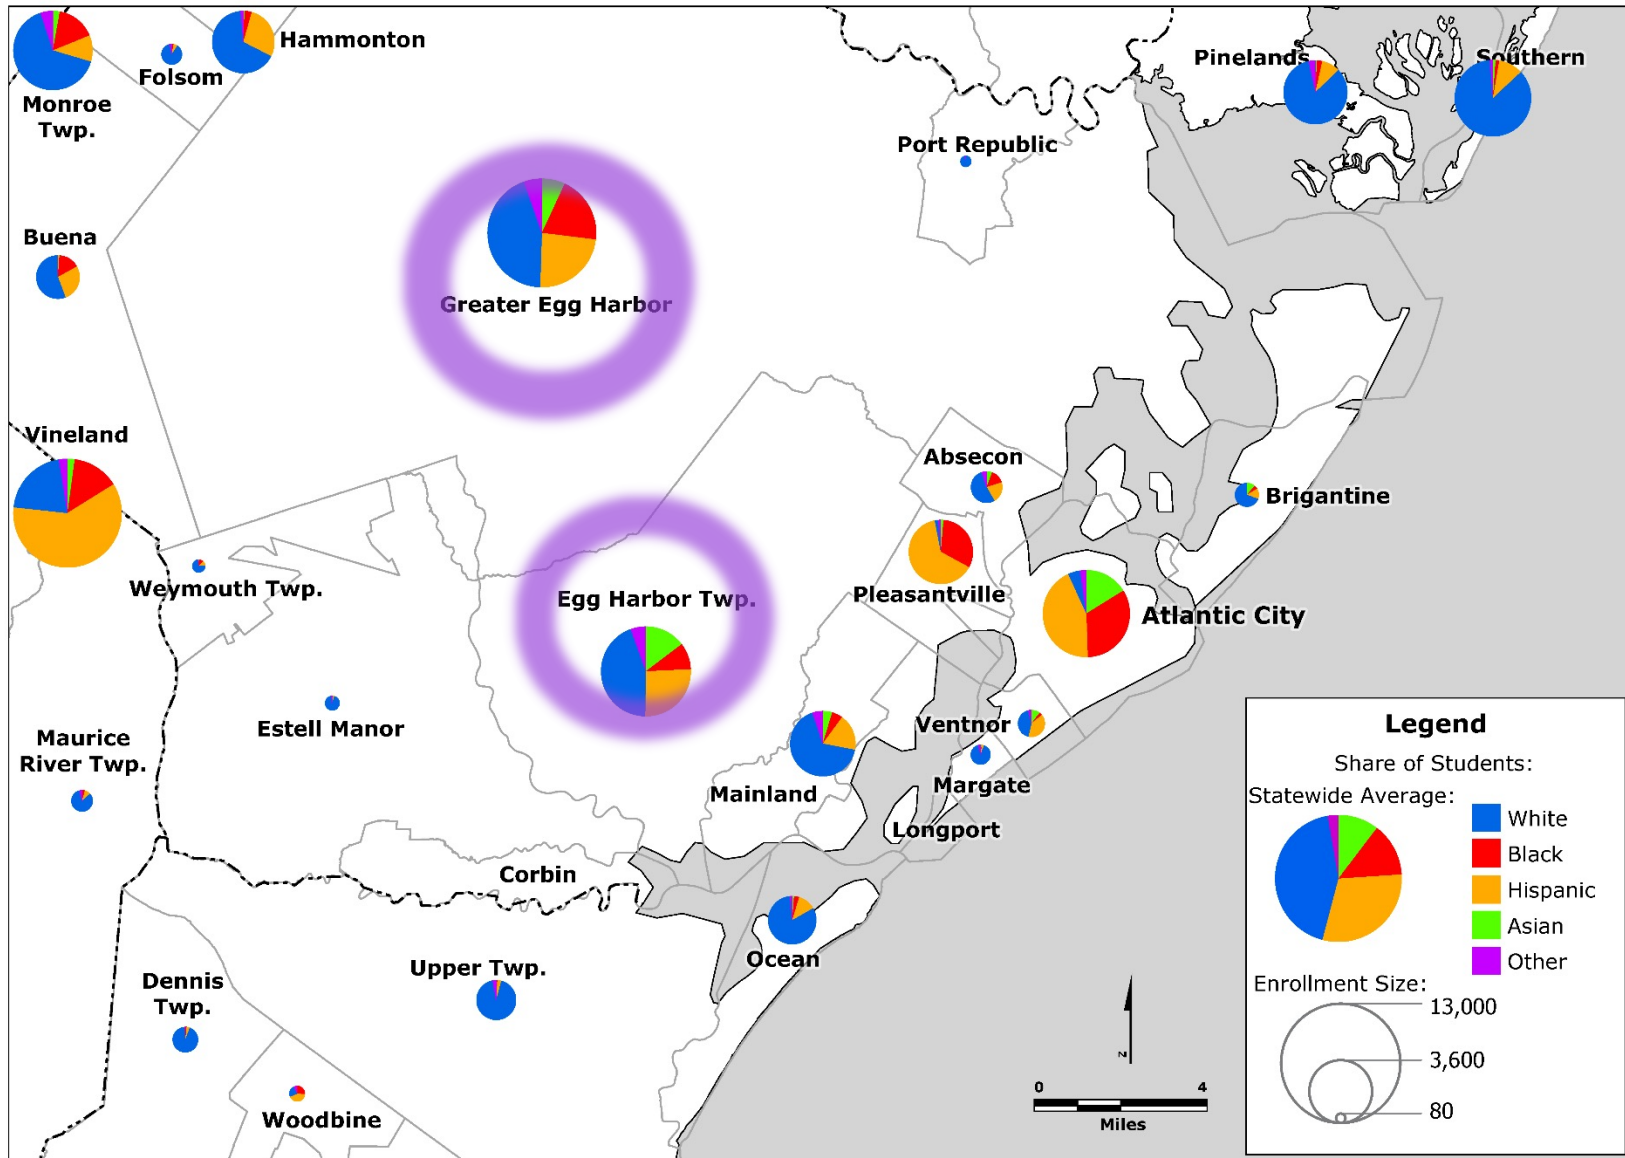 Hammonton
Folsom
Monroe
Twp.
Pinelands
Southern
Port Republic
Buena
Greater Egg Harbor
Vineland
Absecon
Brigantine
Weymouth Twp.
Egg Harbor Twp.
Pleasantville
Atlantic City
Estell Manor
Maurice
River Twp.
Ventnor
Mainland
Margate
Longport
Corbin
Ocean
Upper Twp.
Dennis
Twp.
Woodbine
z
0 4
Miles
Legend
Share of Students:
Statewide Average:
White
Black
Hispanic
Asian
Other
Enrollment Size:
13,000
3,600
80